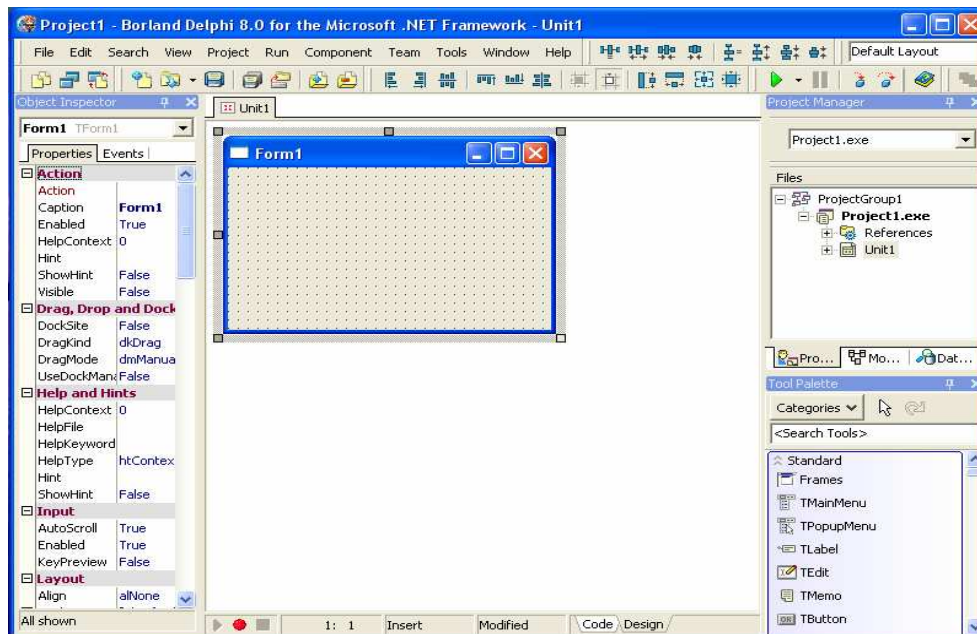 Project1 - Borland Delphi 8.0 for the Microsoft .NET Framework - Unit1
File Edit Search View Project Run Component Team Tools Window Help
Default Layout
Object Inspector
Form1 TForm1
Properties Events
Action
Action
Caption Form1
Enabled True
HelpContext 0
Hint
ShowHint False
Visible False
Drag, Drop and Dock
DockSite False
DragKind dkDrag
DragMode dmManua
UseDockMan False
Help and Hints
HelpContext 0
HelpFile
HelpKeyword
HelpType htContex
Hint
ShowHint False
Input
AutoScroll True
Enabled True
KeyPreview False
Layout
Align alNone
All shown
Unit1
Form1
1: 1 Insert Modified Code Design
Project Manager
Project1.exe
Files
ProjectGroup1
Project1.exe
References
Unit1
Pro... Mo... Dat...
Tool Palette
Categories
<Search Tools>
Standard
Frames
TMainMenu
TPopupMenu
TLabel
TEdit
TMemo
TButton